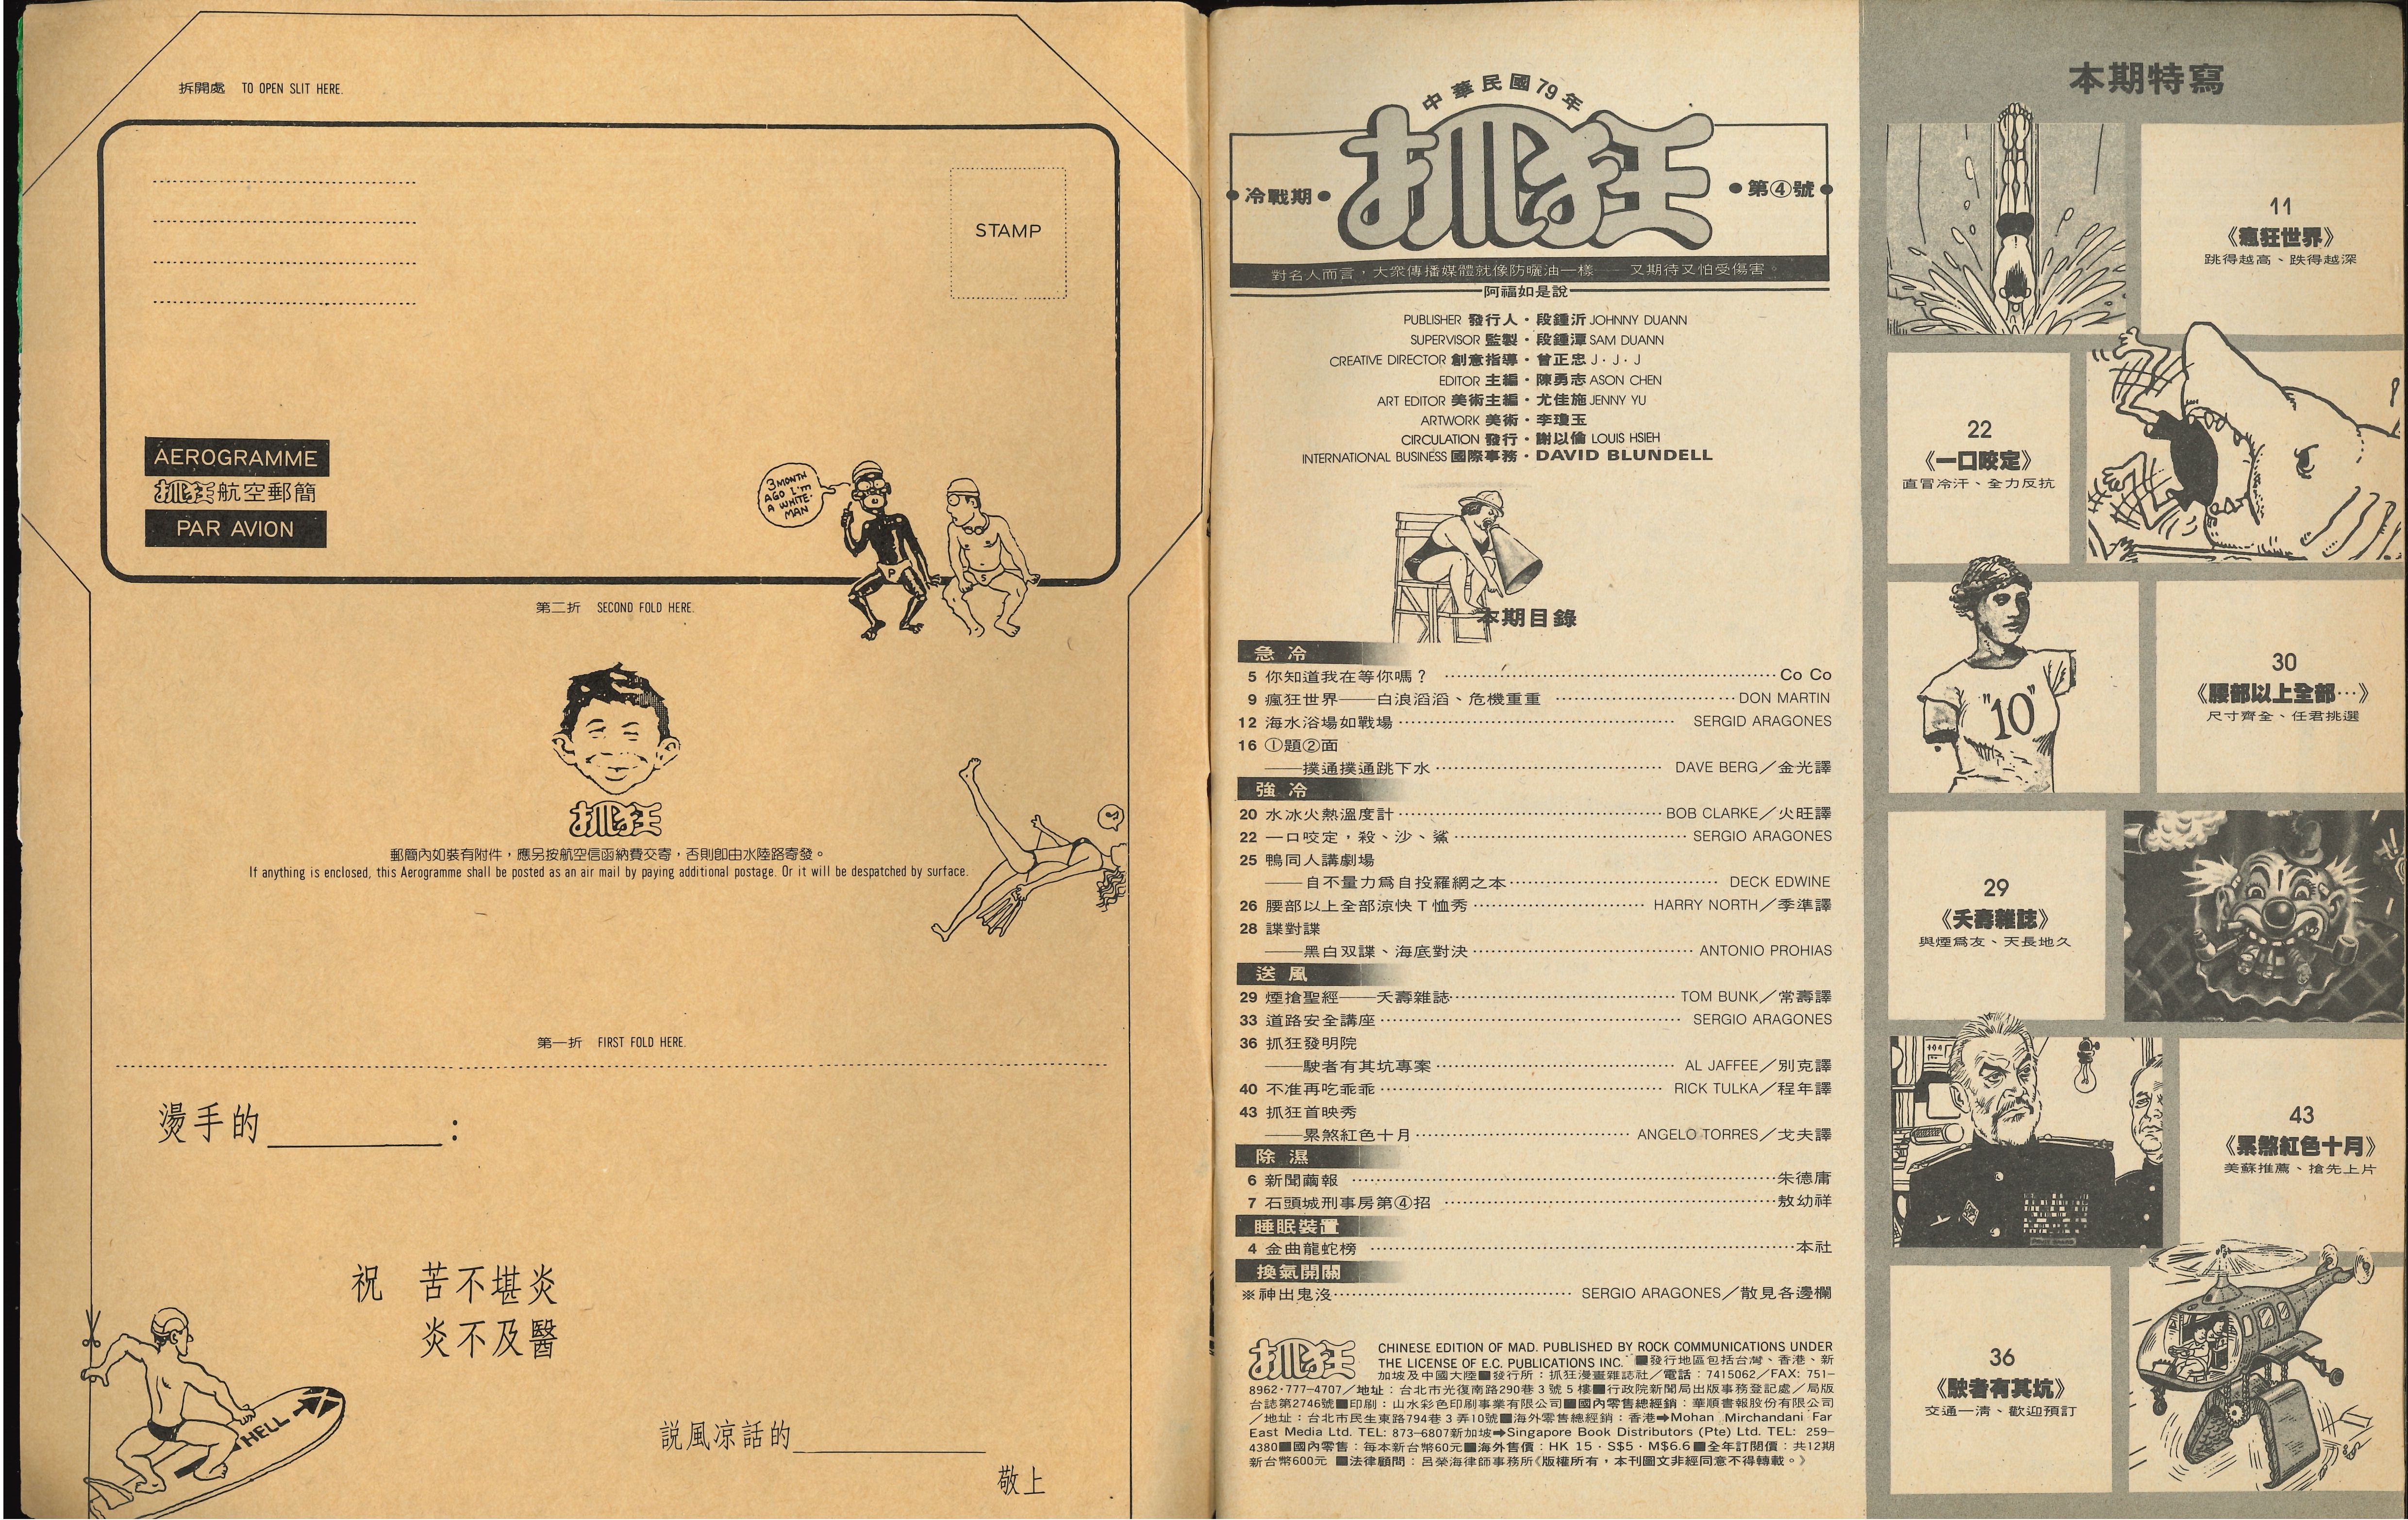 拆開處 TO OPEN SLIT HERE.
STAMP
AEROGRAMME
抓狂航空郵簡
PAR AVION
3 MONTH
AGO I'M
A WHITE-
MAN
P
S
第二折 SECOND FOLD HERE.
抓狂
郵簡內如裝有附件，應另按航空信函納費交寄，否則卽由水陸路寄發。
If anything is enclosed, this Aerogramme shall be posted as an air mail by paying additional postage. Or it will be despatched by surface.
第一折 FIRST FOLD HERE.
燙手的 ：
祝 苦不堪炎
炎不及醫
HELL
説風凉話的
敬上
中華民國79年
抓狂
●冷戰期●
●第④號●
對名人而言，大衆傳播媒體就像防曬油一樣——又期待又怕受傷害。
阿福如是說
PUBLISHER 發行人・段鍾沂 JOHNNY DUANN
SUPERVISOR 監製・段鍾潭 SAM DUANN
CREATIVE DIRECTOR 創意指導・曾正忠 J・J・J
EDITOR 主編・陳勇志 ASON CHEN
ART EDITOR 美術主編・尤佳施 JENNY YU
ARTWORK 美術・李瓊玉
CIRCULATION 發行・謝以倫 LOUIS HSIEH
INTERNATIONAL BUSINESS 國際事務・DAVID BLUNDELL
本期目錄
急冷
5 你知道我在等你嗎？ Co Co
9 瘋狂世界——白浪滔滔、危機重重 DON MARTIN
12 海水浴場如戰場 SERGID ARAGONES
16 ①題②面
——撲通撲通跳下水 DAVE BERG／金光譯
強冷
20 水冰火熱溫度計 BOB CLARKE／火旺譯
22 一口咬定，殺、沙、鯊 SERGIO ARAGONES
25 鴨同人講劇場
——自不量力爲自投羅網之本 DECK EDWINE
26 腰部以上全部涼快T恤秀 HARRY NORTH／季準譯
28 諜對諜
——黑白双諜、海底對決 ANTONIO PROHIAS
送風
29 煙搶聖經——夭壽雜誌 TOM BUNK／常壽譯
33 道路安全講座 SERGIO ARAGONES
36 抓狂發明院
——駛者有其坑專案 AL JAFFEE／別克譯
40 不准再吃乖乖 RICK TULKA／程年譯
43 抓狂首映秀
——累煞紅色十月 ANGELO TORRES／戈夫譯
除濕
6 新聞繭報 朱德庸
7 石頭城刑事房第④招 敖幼祥
睡眠裝置
4 金曲龍蛇榜 本社
換氣開關
※神出鬼沒 SERGIO ARAGONES／散見各邊欄
抓狂 CHINESE EDITION OF MAD. PUBLISHED BY ROCK COMMUNICATIONS UNDER
THE LICENSE OF E.C. PUBLICATIONS INC. ■發行地區包括台灣、香港、新
加坡及中國大陸■發行所：抓狂漫畫雜誌社／電話：7415062／FAX: 751-
8962・777-4707／地址：台北市光復南路290巷3號5樓■行政院新聞局出版事務登記處／局版
台誌第2746號■印刷：山水彩色印刷事業有限公司■國內零售總經銷：華順書報股份有限公司
／地址：台北市民生東路794巷3弄10號■海外零售總經銷：香港➡Mohan Mirchandani Far
East Media Ltd. TEL: 873-6807新加坡➡Singapore Book Distributors (Pte) Ltd. TEL: 259-
4380■國內零售：每本新台幣60元■海外售價：HK 15・S$5・M$6.6■全年訂閱價：共12期
新台幣600元 ■法律顧問：呂榮海律師事務所《版權所有，本刊圖文非經同意不得轉載。》
本期特寫
11
《瘋狂世界》
跳得越高、跌得越深
22
《一口咬定》
直冒冷汗、全力反抗
"10"
30
《腰部以上全部…》
尺寸齊全、任君挑選
29
《夭壽雜誌》
與煙爲友、天長地久
43
《累煞紅色十月》
美蘇推薦、搶先上片
36
《駛者有其坑》
交通一淸、歡迎預訂